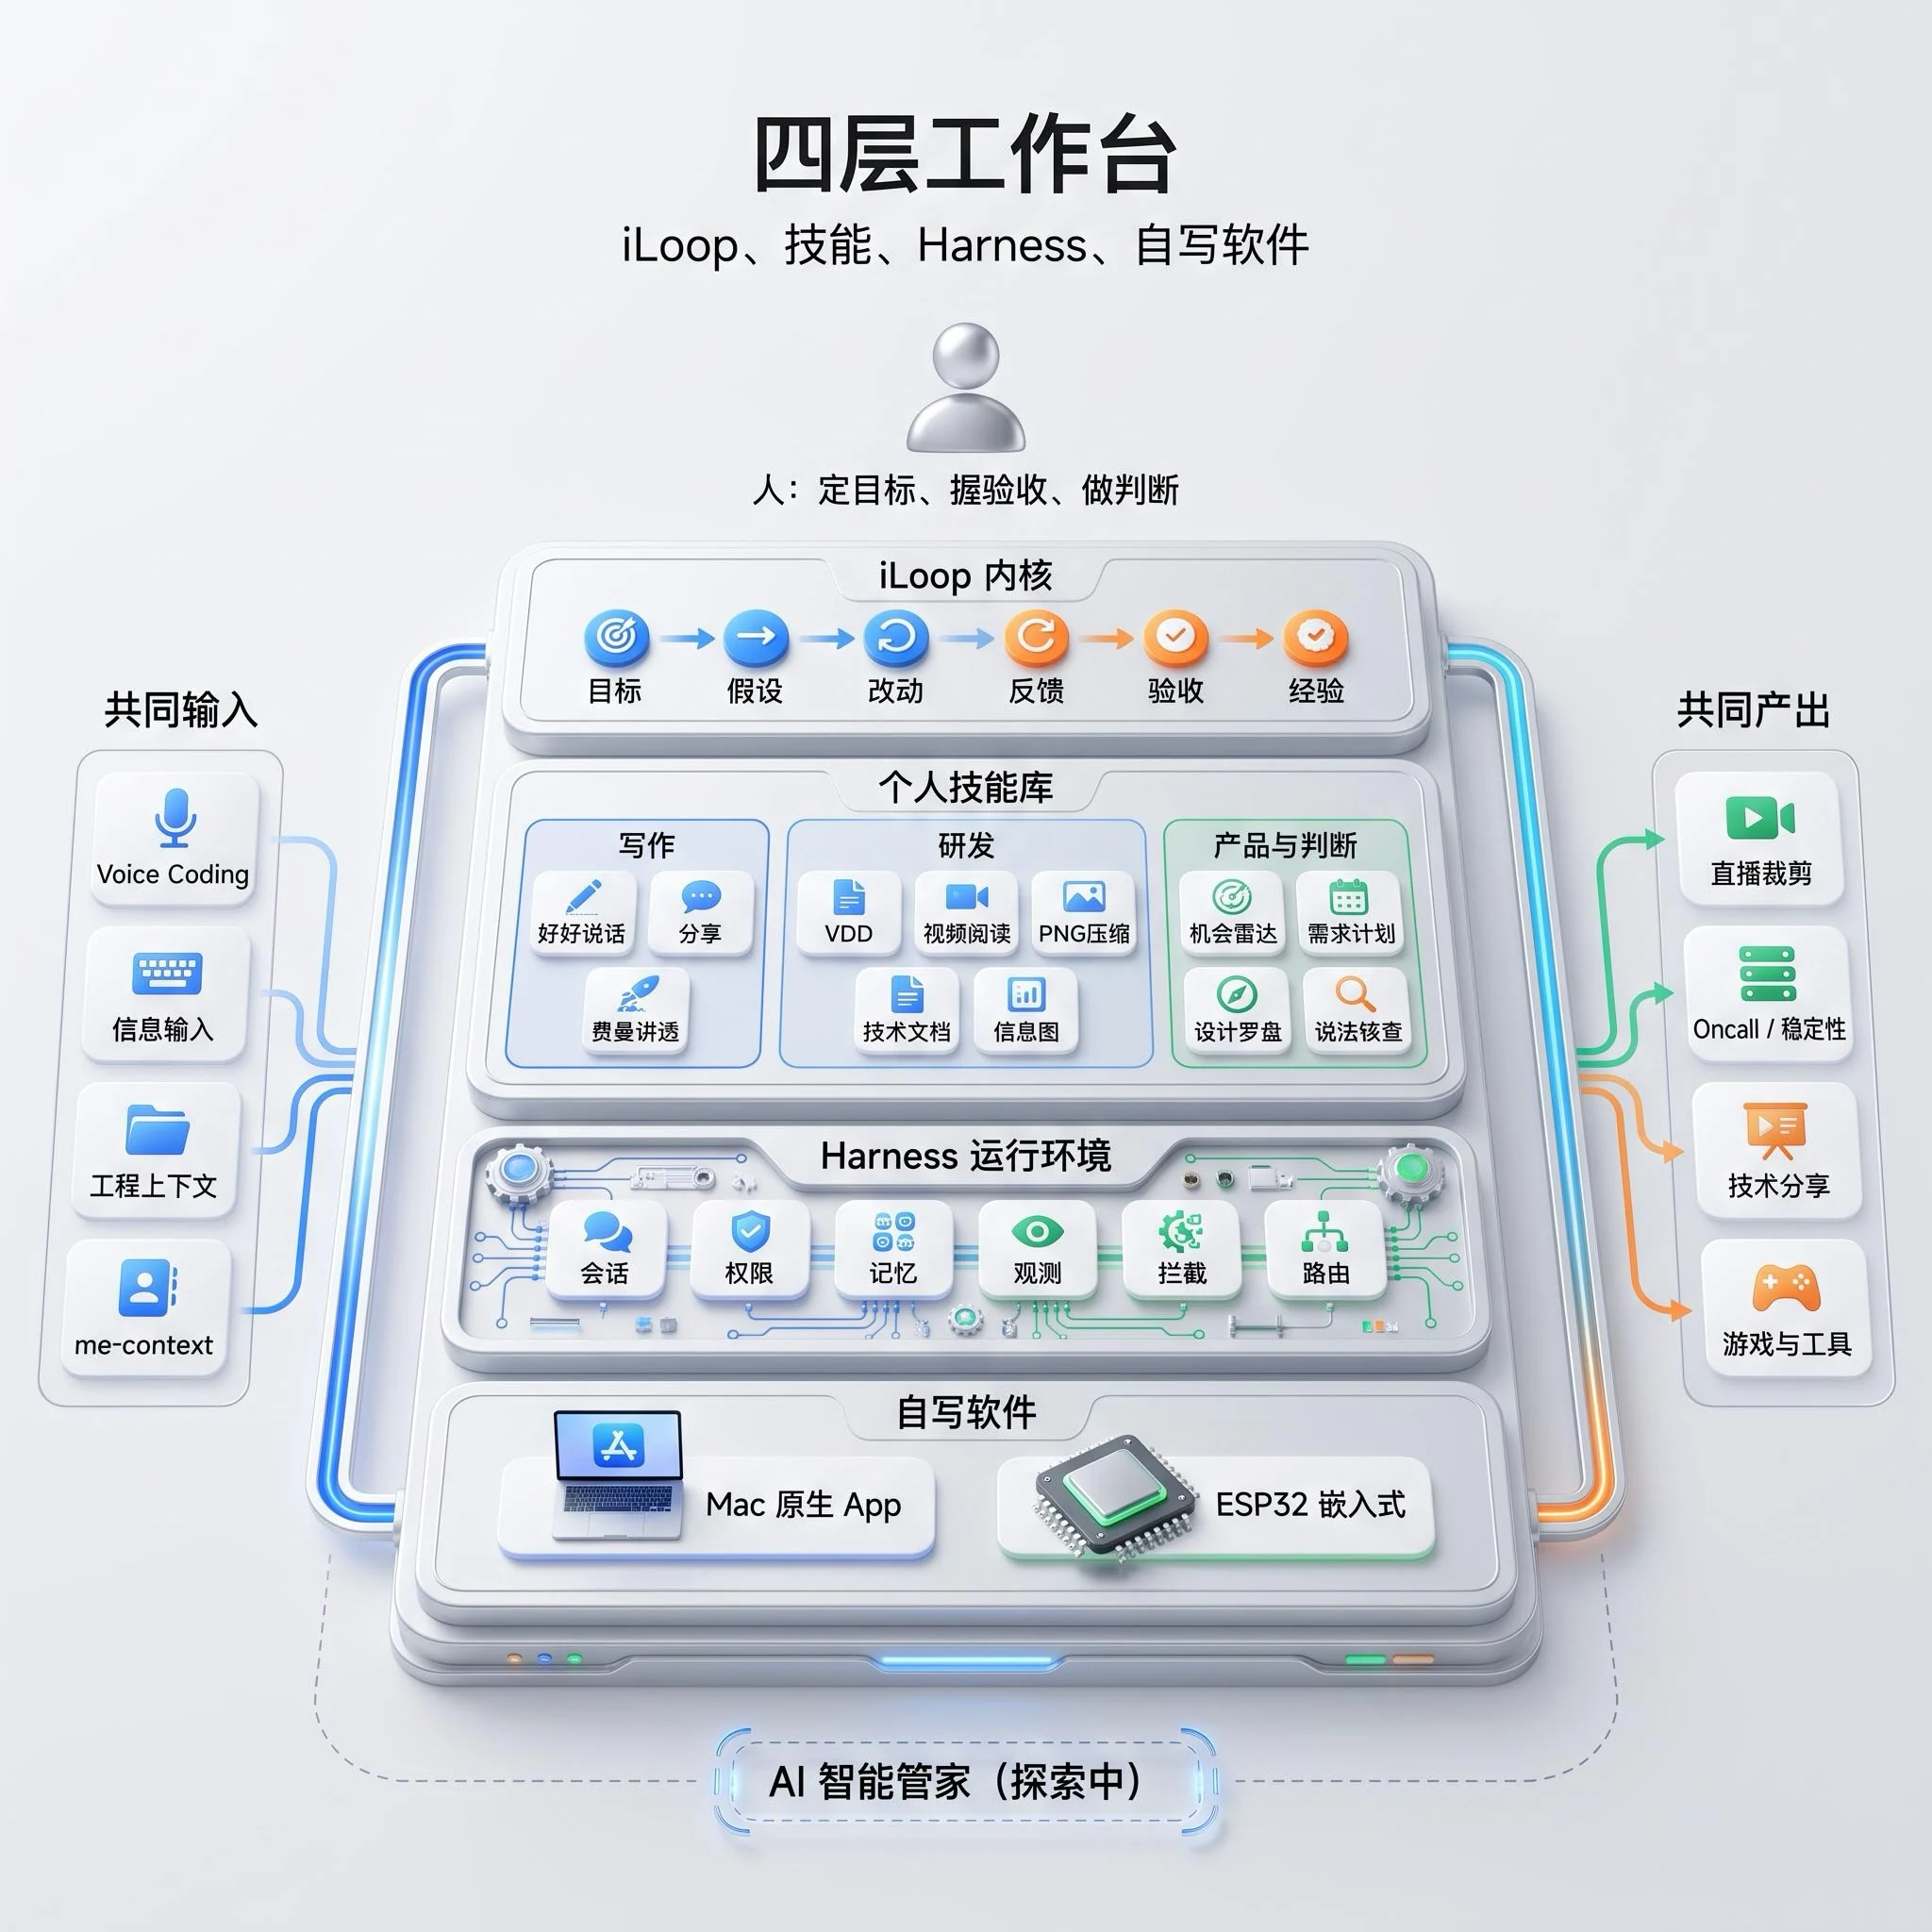 四层工作台
iLoop、技能、Harness、自写软件
人：定目标、握验收、做判断
共同输入
Voice Coding
信息输入
工程上下文
me-context
iLoop 内核
目标
假设
改动
反馈
验收
经验
个人技能库
写作
好好说话
分享
费曼讲透
研发
VDD
视频阅读
PNG压缩
技术文档
信息图
产品与判断
机会雷达
需求计划
设计罗盘
说法核查
Harness 运行环境
会话
权限
记忆
观测
拦截
路由
自写软件
Mac 原生 App
ESP32 嵌入式
共同产出
直播裁剪
Oncall / 稳定性
技术分享
游戏与工具
AI 智能管家（探索中）